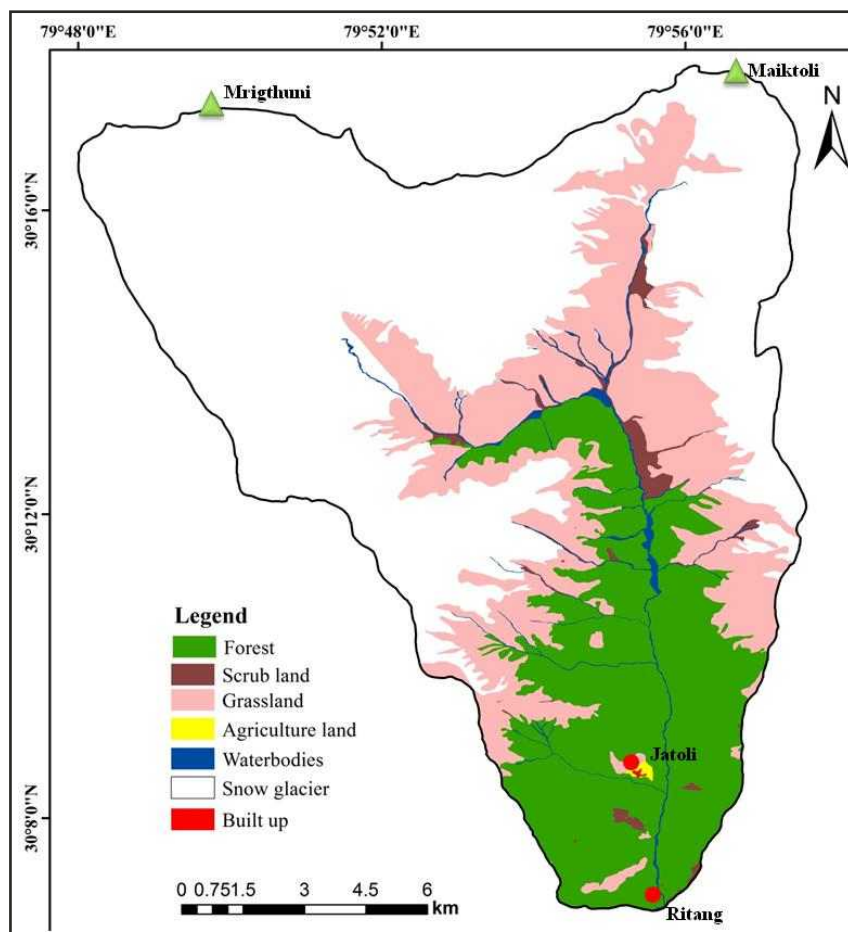 79°48'0"E 79°52'0"E 79°56'0"E
Maiktoli
Mrigthuni
N
30°16'0"N
30°12'0"N
30°8'0"N
Legend
Forest
Scrub land
Grassland
Agriculture land
Waterbodies
Snow glacier
Built up
Jatoli
Ritang
0 0.75 1.5 3 4.5 6
km